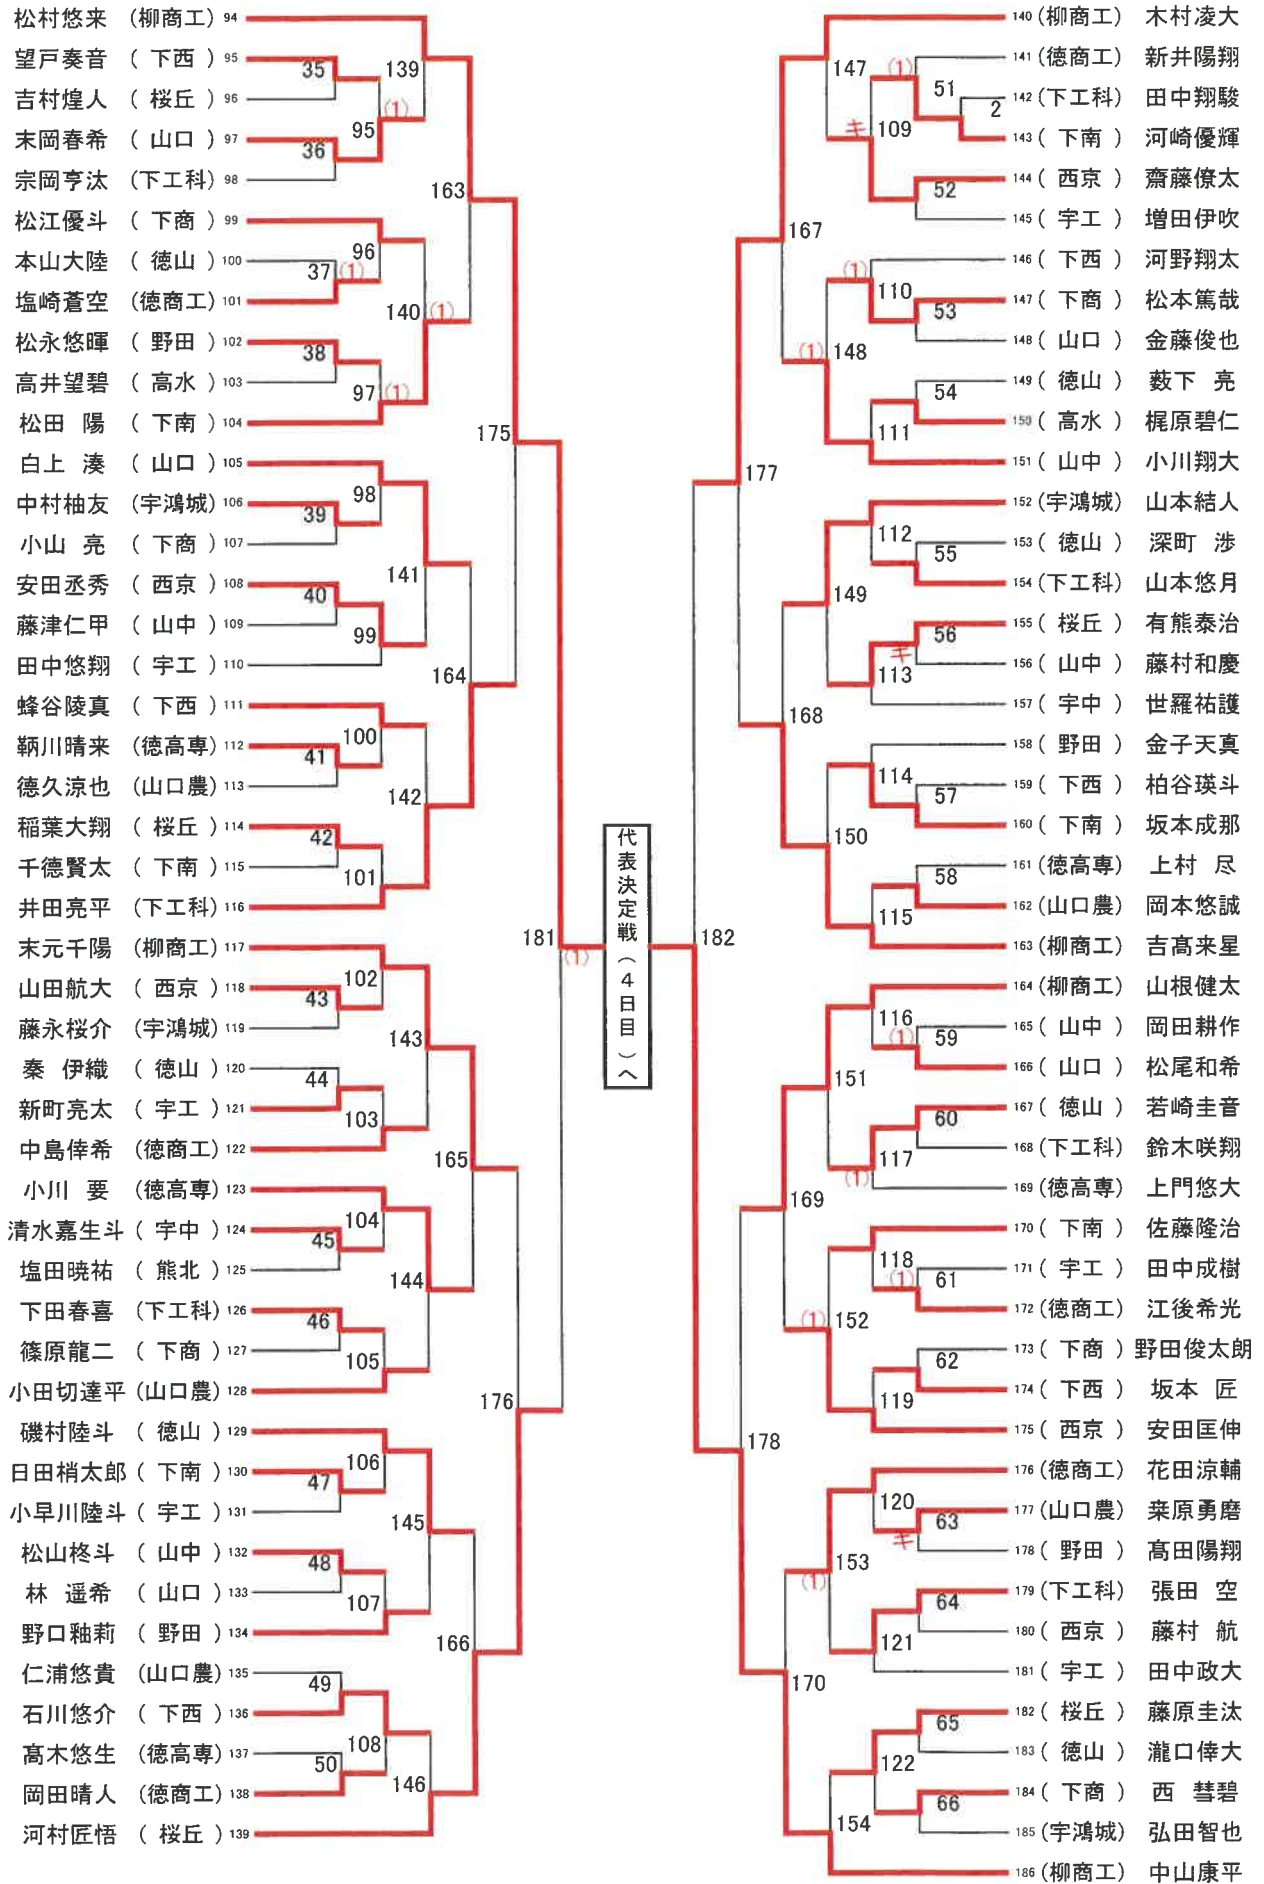 松村悠来 (柳商工) 94
望戸奏音 ( 下西 ) 95
吉村煌人 ( 桜丘 ) 96
末岡春希 ( 山口 ) 97
宗岡亨汰 (下工科) 98
松江優斗 ( 下商 ) 99
本山大陸 ( 徳山 ) 100
塩崎蒼空 (徳商工) 101
松永悠暉 ( 野田 ) 102
高井望碧 ( 高水 ) 103
松田 陽 ( 下南 ) 104
白上 湊 ( 山口 ) 105
中村柚友 (宇鴻城) 106
小山 亮 ( 下商 ) 107
安田丞秀 ( 西京 ) 108
藤津仁甲 ( 山中 ) 109
田中悠翔 ( 宇工 ) 110
蜂谷陵真 ( 下西 ) 111
鞆川晴来 (徳高専) 112
德久涼也 (山口農) 113
稲葉大翔 ( 桜丘 ) 114
千德賢太 ( 下南 ) 115
井田亮平 (下工科) 116
末元千陽 (柳商工) 117
山田航大 ( 西京 ) 118
藤永桜介 (宇鴻城) 119
秦 伊織 ( 徳山 ) 120
新町亮太 ( 宇工 ) 121
中島倖希 (徳商工) 122
小川 要 (徳高専) 123
清水嘉生斗 ( 宇中 ) 124
塩田暁祐 ( 熊北 ) 125
下田春喜 (下工科) 126
篠原龍二 ( 下商 ) 127
小田切達平 (山口農) 128
磯村陸斗 ( 徳山 ) 129
日田梢太郎 ( 下南 ) 130
小早川陸斗 ( 宇工 ) 131
松山柊斗 ( 山中 ) 132
林 遥希 ( 山口 ) 133
野口釉莉 ( 野田 ) 134
仁浦悠貴 (山口農) 135
石川悠介 ( 下西 ) 136
髙木悠生 (徳高専) 137
岡田晴人 (徳商工) 138
河村匠悟 ( 桜丘 ) 139
35
36
37 (1)
38
39
40
41
42
43
44
45
46
47
48
49
50
95 (1)
96
97 (1)
98
99
100
101
102
103
104
105
106
107
108
139
140 (1)
141
142
143
144
145
146
163
164
165
166
175
176
181 (1)
代表決定戦(4日目)へ
182
177
178
167
168
169
170
147
148 (1)
149
150
151
152 (1)
153 (1)
154
109 キ
110 (1)
111
112
113
114
115
116
117 (1)
118
119
120
121
122
51 (1)
2
52
53
54
55
56 キ
57
58
59 (1)
60
61 (1)
62
63 キ
64
65
66
140 (柳商工) 木村凌大
141 (徳商工) 新井陽翔
142 (下工科) 田中翔駿
143 ( 下南 ) 河崎優輝
144 ( 西京 ) 齋藤僚太
145 ( 宇工 ) 増田伊吹
146 ( 下西 ) 河野翔太
147 ( 下商 ) 松本篤哉
148 ( 山口 ) 金藤俊也
149 ( 徳山 ) 薮下 亮
150 ( 高水 ) 梶原碧仁
151 ( 山中 ) 小川翔大
152 (宇鴻城) 山本結人
153 ( 徳山 ) 深町 渉
154 (下工科) 山本悠月
155 ( 桜丘 ) 有熊泰治
156 ( 山中 ) 藤村和慶
157 ( 宇中 ) 世羅祐護
158 ( 野田 ) 金子天真
159 ( 下西 ) 柏谷瑛斗
160 ( 下南 ) 坂本成那
161 (徳高専) 上村 尽
162 (山口農) 岡本悠誠
163 (柳商工) 吉髙来星
164 (柳商工) 山根健太
165 ( 山中 ) 岡田耕作
166 ( 山口 ) 松尾和希
167 ( 徳山 ) 若崎圭音
168 (下工科) 鈴木咲翔
169 (徳高専) 上門悠大
170 ( 下南 ) 佐藤隆治
171 ( 宇工 ) 田中成樹
172 (徳商工) 江後希光
173 ( 下商 ) 野田俊太朗
174 ( 下西 ) 坂本 匠
175 ( 西京 ) 安田匡伸
176 (徳商工) 花田涼輔
177 (山口農) 桒原勇磨
178 ( 野田 ) 髙田陽翔
179 (下工科) 張田 空
180 ( 西京 ) 藤村 航
181 ( 宇工 ) 田中政大
182 ( 桜丘 ) 藤原圭汰
183 ( 徳山 ) 瀧口倖大
184 ( 下商 ) 西 彗碧
185 (宇鴻城) 弘田智也
186 (柳商工) 中山康平